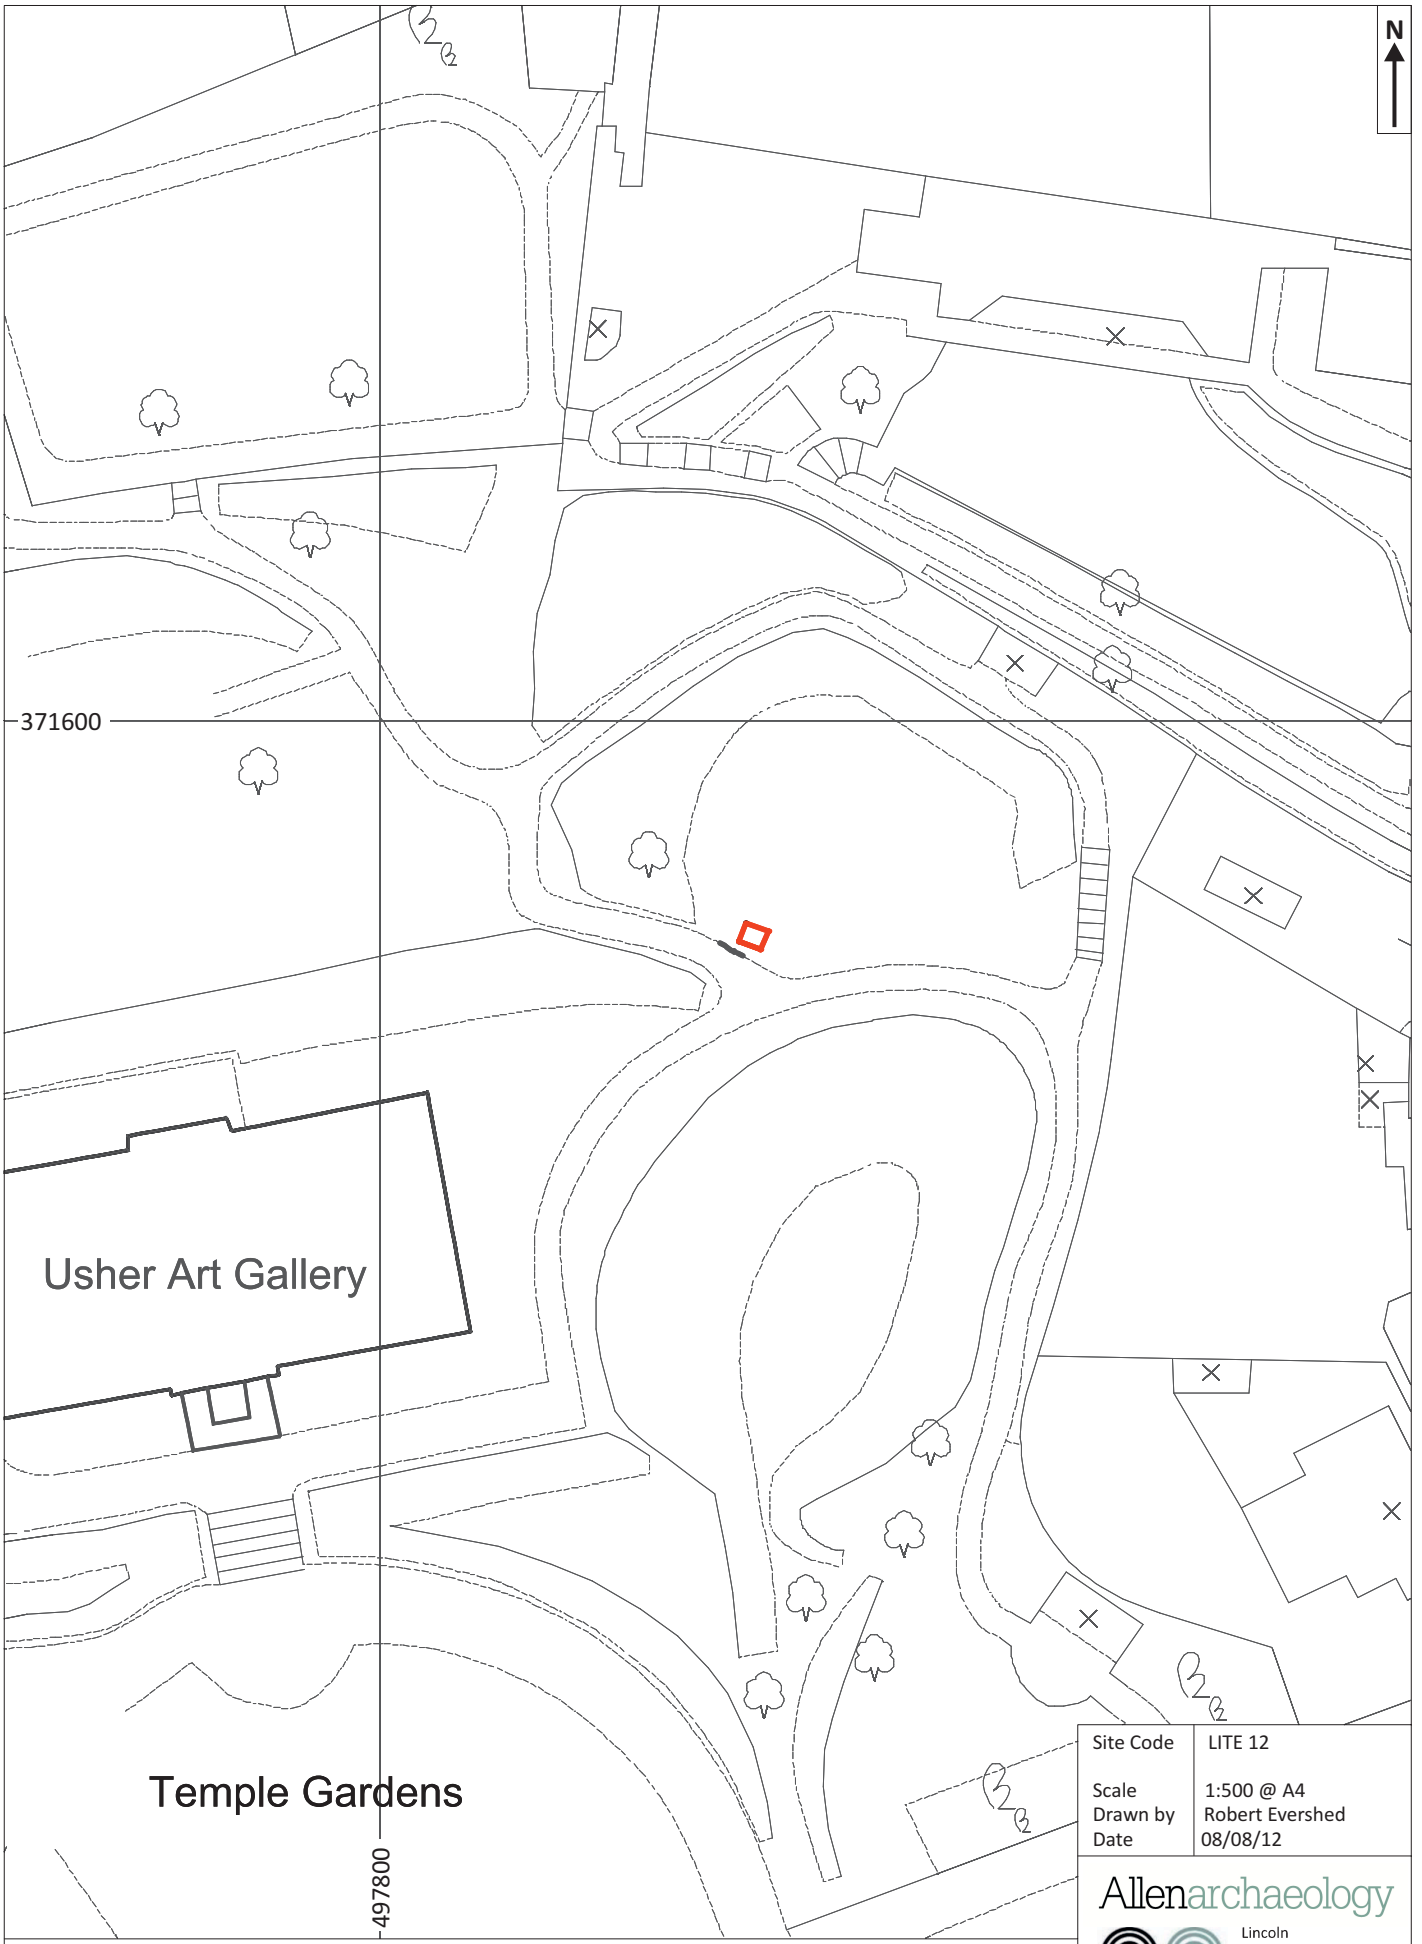 N
371600
Usher Art Gallery
Temple Gardens
497800
Site Code LITE 12
Scale 1:500 @ A4
Drawn by Robert Evershed
Date 08/08/12
Allenarchaeology
Lincoln